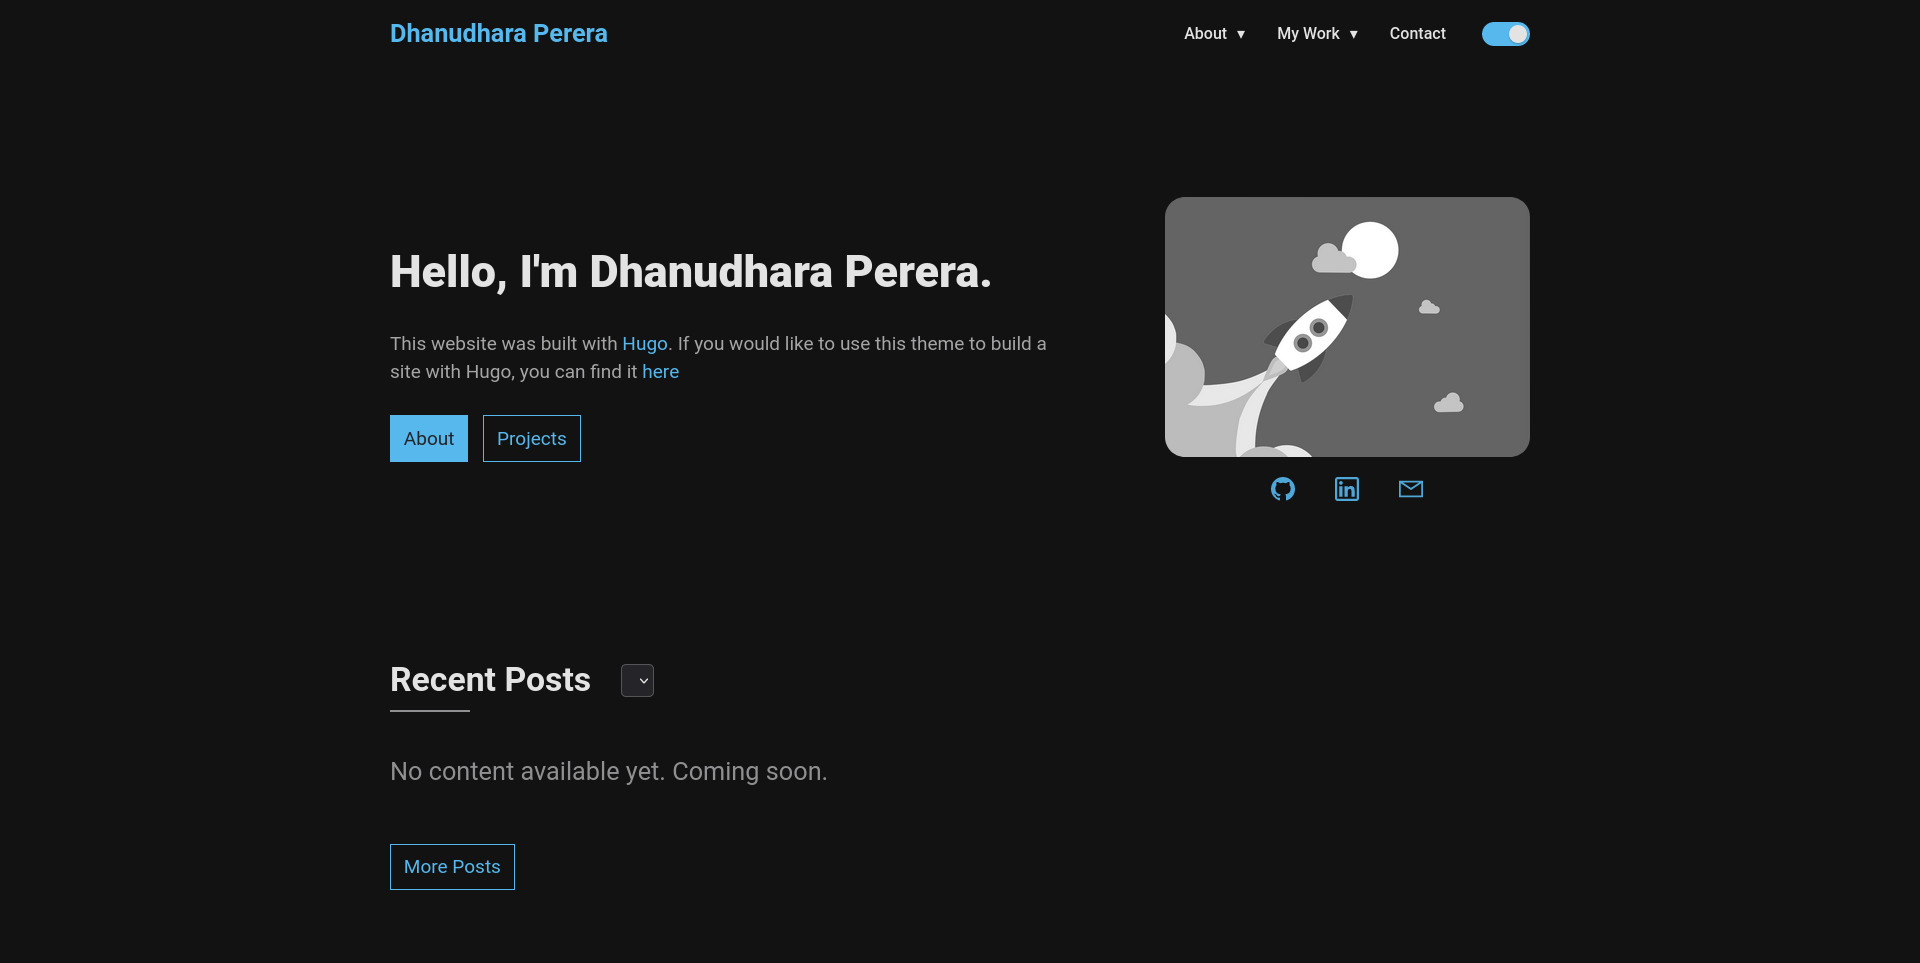 Dhanudhara Perera
About ▾
My Work ▾
Contact
Hello, I'm Dhanudhara Perera.
This website was built with Hugo. If you would like to use this theme to build a
site with Hugo, you can find it here
About
Projects
in
Recent Posts
No content available yet. Coming soon.
More Posts